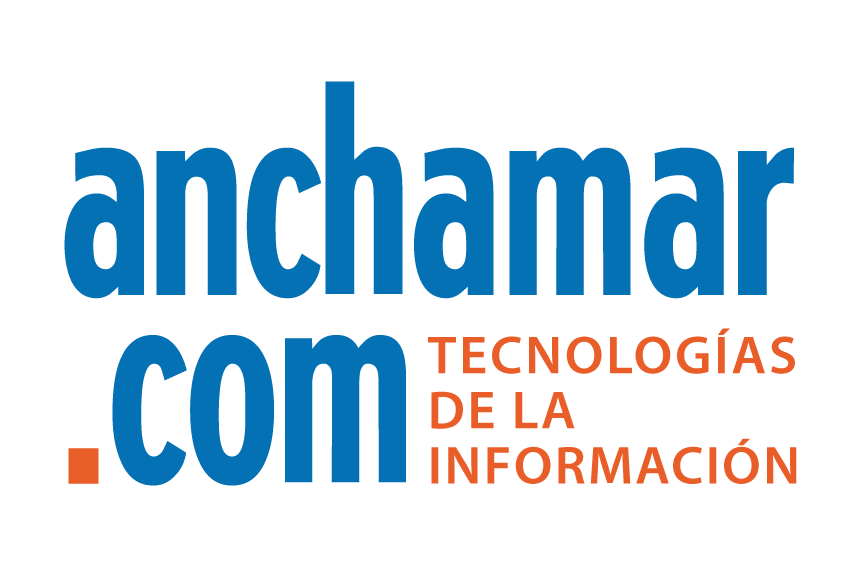 anchamar
.com
TECNOLOGÍAS
DE LA
INFORMACIÓN